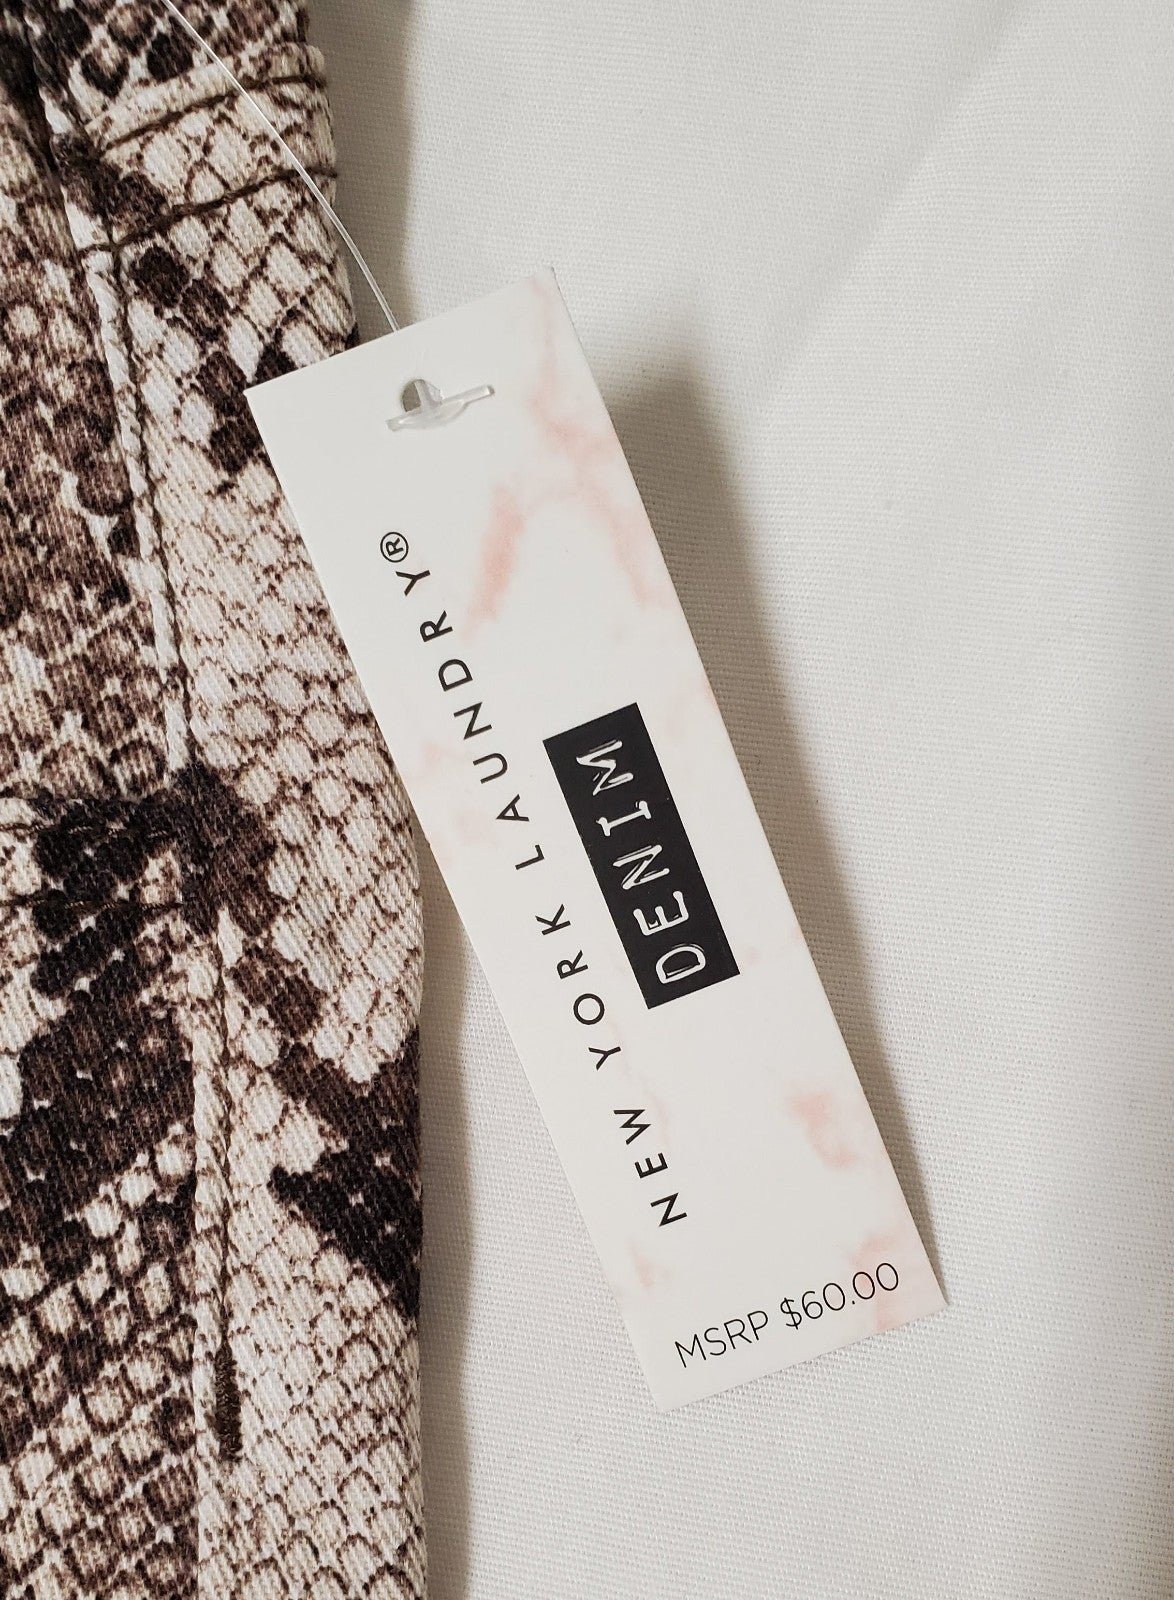 NEW YORK LAUNDRY®
DENIM
MSRP $60.00